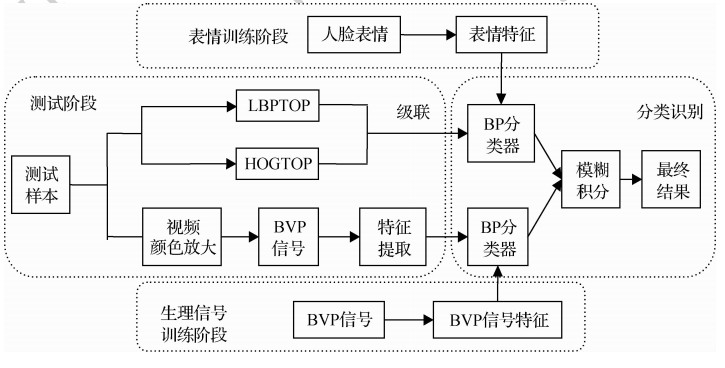 表情训练阶段
人脸表情
表情特征
测试阶段
LBPTOP
级联
分类识别
BP分
类器
HOGTOP
测试
样本
模糊
积分
最终
结果
视频
颜色放大
BVP
信号
特征
提取
BP分
类器
生理信号
训练阶段
BVP信号
BVP信号特征